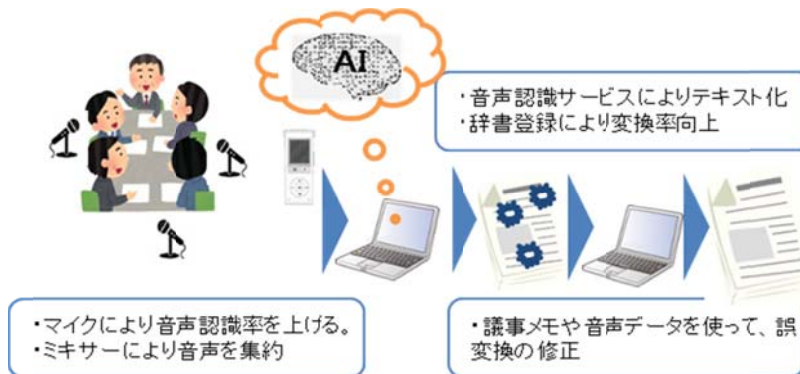 AI
・音声認識サービスによりテキスト化
・辞書登録により変換率向上
・マイクにより音声認識率を上げる。
・ミキサーにより音声を集約
・議事メモや音声データを使って、誤
変換の修正